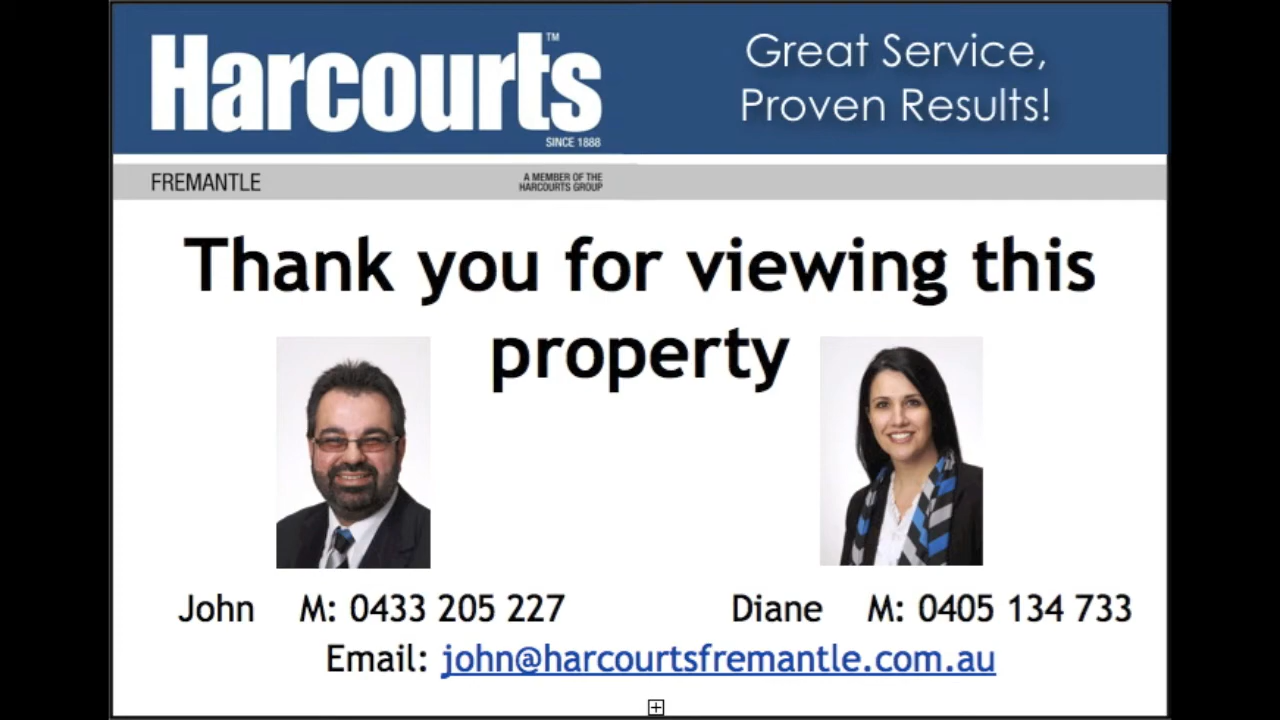 Harcourts™
SINCE 1888
Great Service,
Proven Results!
FREMANTLE
A MEMBER OF THE
HARCOURTS GROUP
Thank you for viewing this
property
John M: 0433 205 227
Diane M: 0405 134 733
Email: john@harcourtsfremantle.com.au